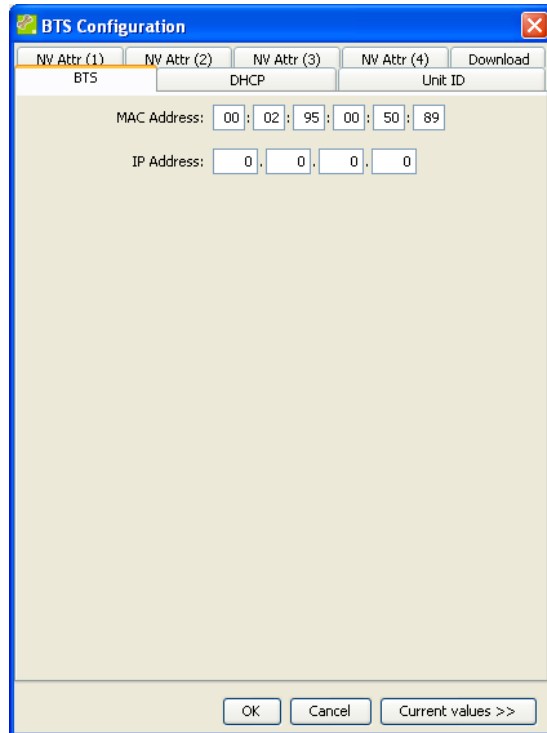 BTS Configuration
NV Attr (1) NV Attr (2) NV Attr (3) NV Attr (4) Download
BTS DHCP Unit ID
MAC Address: 00 : 02 : 95 : 00 : 50 : 89
IP Address: 0 . 0 . 0 . 0
OK Cancel Current values >>